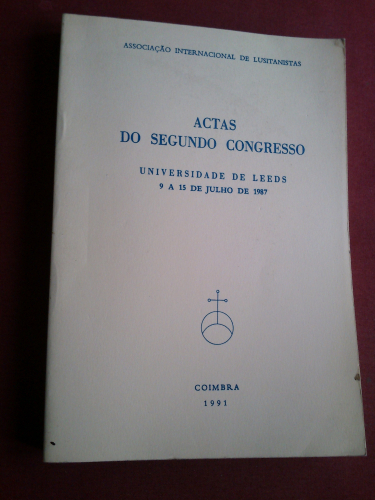 ASSOCIAÇÃO INTERNACIONAL DE LUSITANISTAS
ACTAS
DO SEGUNDO CONGRESSO
UNIVERSIDADE DE LEEDS
9 A 15 DE JULHO DE 1987
COIMBRA
1991